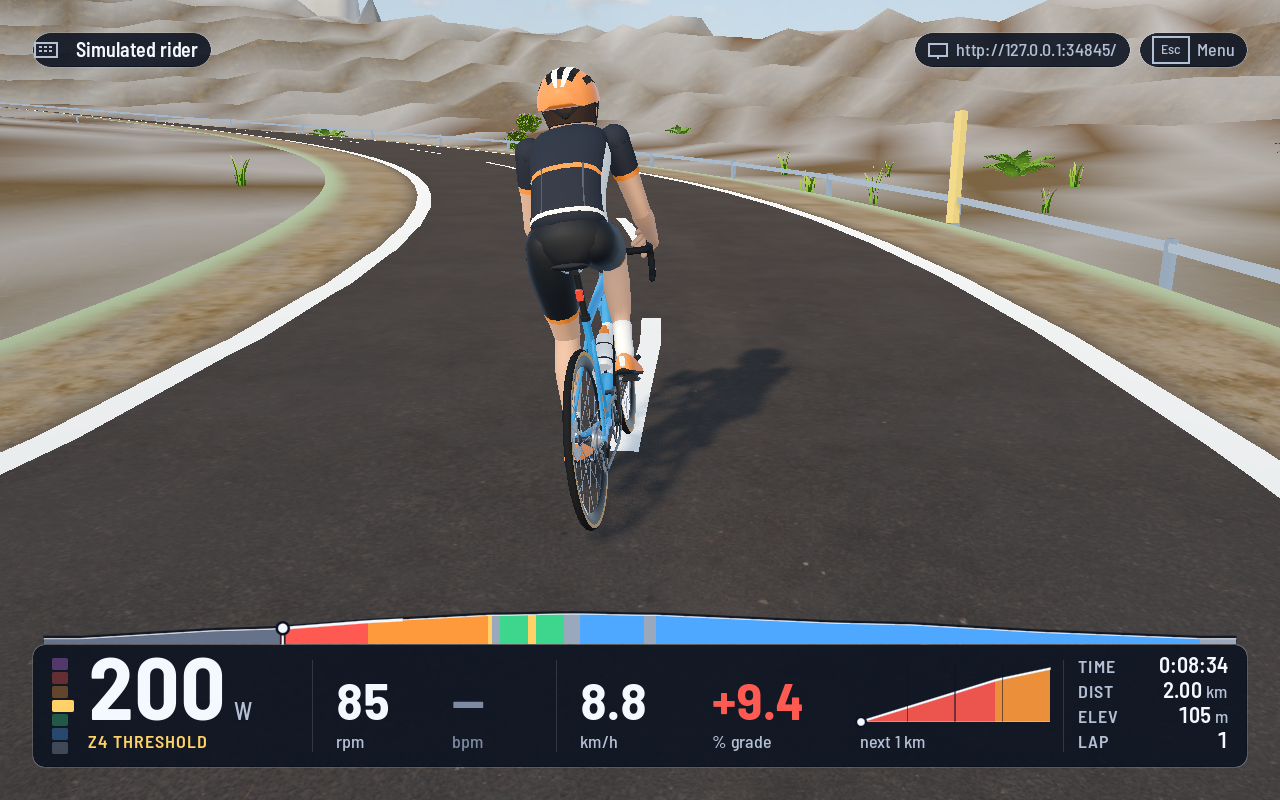 Simulated rider
http://127.0.0.1:34845/
Esc Menu
200 W
Z4 THRESHOLD
85 rpm
— bpm
8.8 km/h
+9.4 % grade
next 1 km
TIME 0:08:34
DIST 2.00 km
ELEV 105 m
LAP 1